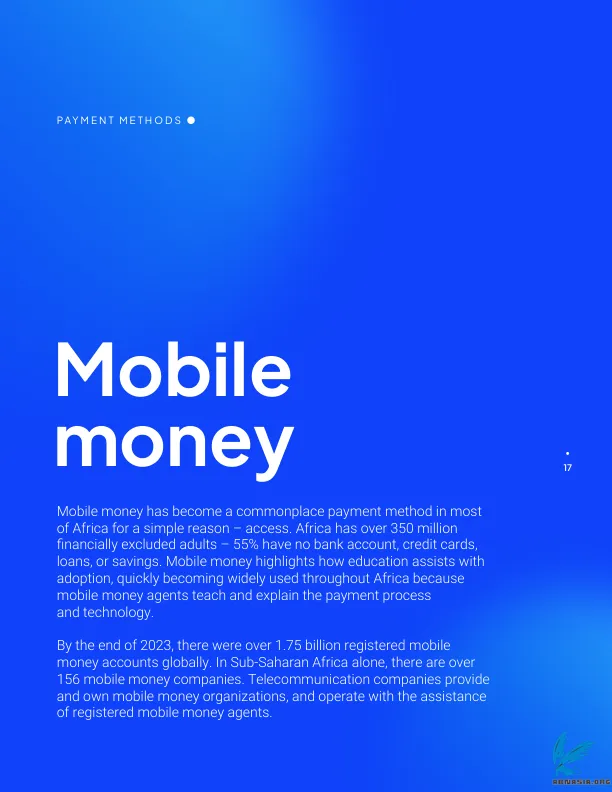 PAYMENT METHODS
Mobile
money
17
Mobile money has become a commonplace payment method in most
of Africa for a simple reason – access. Africa has over 350 million
financially excluded adults – 55% have no bank account, credit cards,
loans, or savings. Mobile money highlights how education assists with
adoption, quickly becoming widely used throughout Africa because
mobile money agents teach and explain the payment process
and technology.
By the end of 2023, there were over 1.75 billion registered mobile
money accounts globally. In Sub-Saharan Africa alone, there are over
156 mobile money companies. Telecommunication companies provide
and own mobile money organizations, and operate with the assistance
of registered mobile money agents.